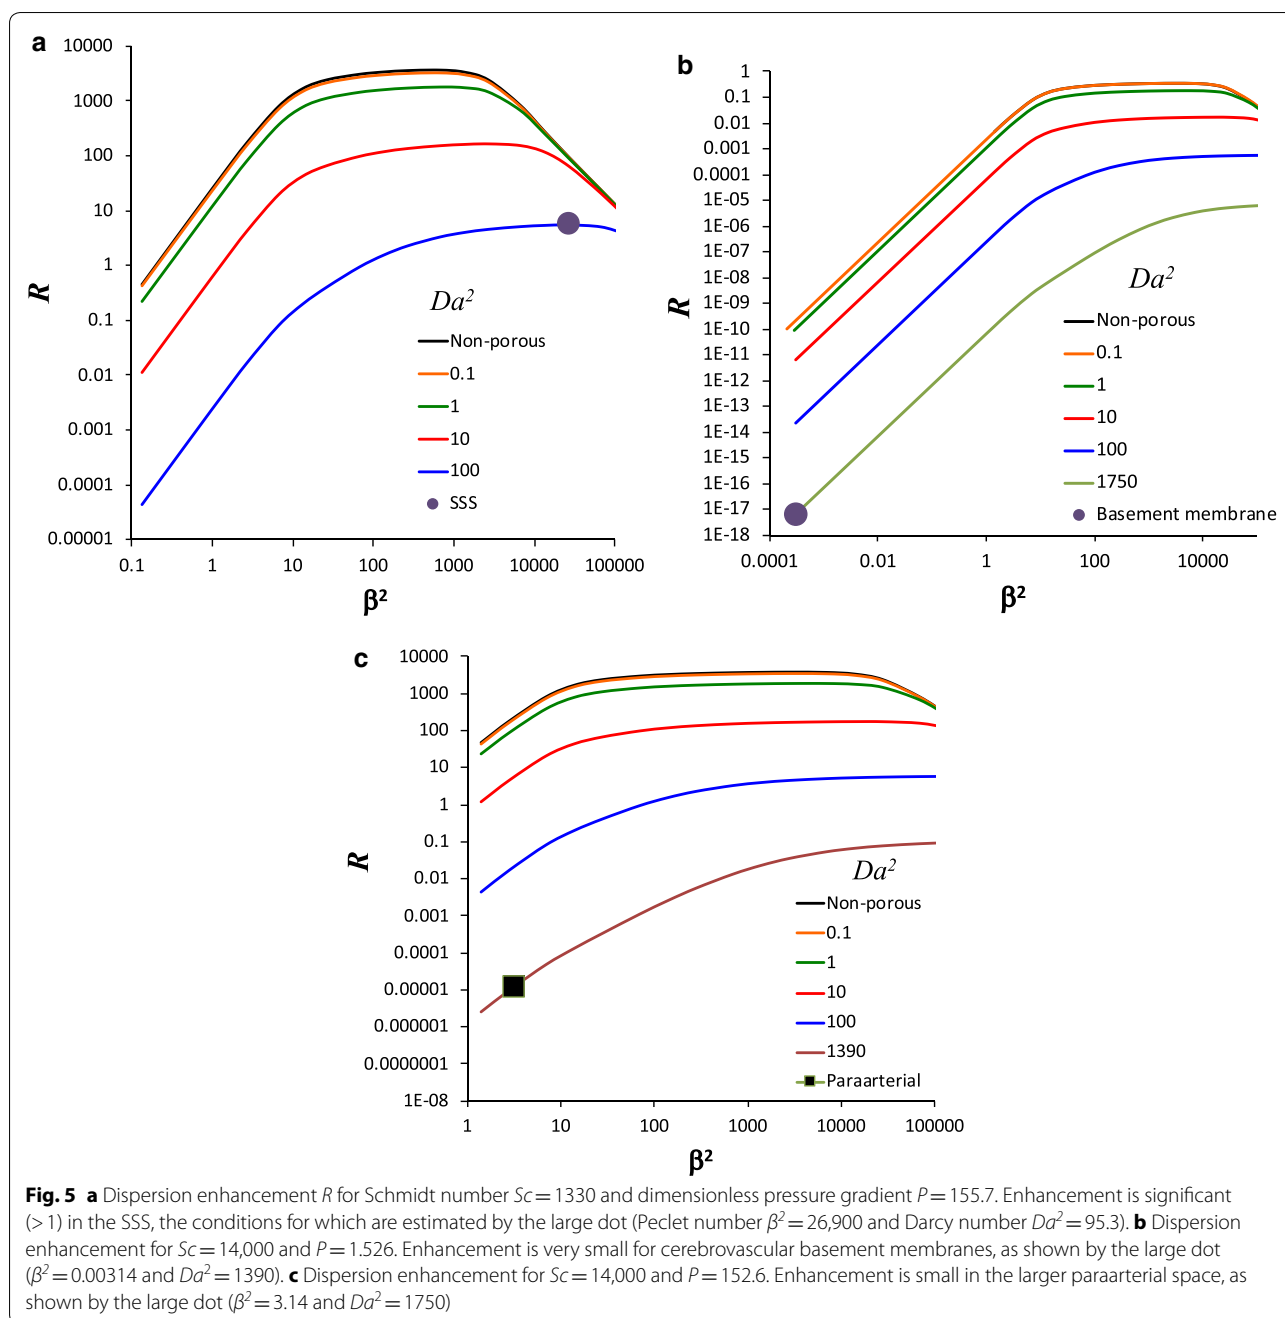 a
10000
1000
100
10
1
0.1
0.01
0.001
0.0001
0.00001
R
0.1
1
10
100
1000
10000
100000
β²
Da²
Non-porous
0.1
1
10
100
SSS
b
1
0.1
0.01
0.001
0.0001
1E-05
1E-06
1E-07
1E-08
1E-09
1E-10
1E-11
1E-12
1E-13
1E-14
1E-15
1E-16
1E-17
1E-18
R
0.0001
0.01
1
100
10000
β²
Da²
Non-porous
0.1
1
10
100
1750
Basement membrane
c
10000
1000
100
10
1
0.1
0.01
0.001
0.0001
0.00001
0.000001
0.0000001
1E-08
R
1
10
100
1000
10000
100000
β²
Da²
Non-porous
0.1
1
10
100
1390
Paraarterial
Fig. 5 a Dispersion enhancement R for Schmidt number Sc = 1330 and dimensionless pressure gradient P = 155.7. Enhancement is significant
(> 1) in the SSS, the conditions for which are estimated by the large dot (Peclet number β² = 26,900 and Darcy number Da² = 95.3). b Dispersion
enhancement for Sc = 14,000 and P = 1.526. Enhancement is very small for cerebrovascular basement membranes, as shown by the large dot
(β² = 0.00314 and Da² = 1390). c Dispersion enhancement for Sc = 14,000 and P = 152.6. Enhancement is small in the larger paraarterial space, as
shown by the large dot (β² = 3.14 and Da² = 1750)